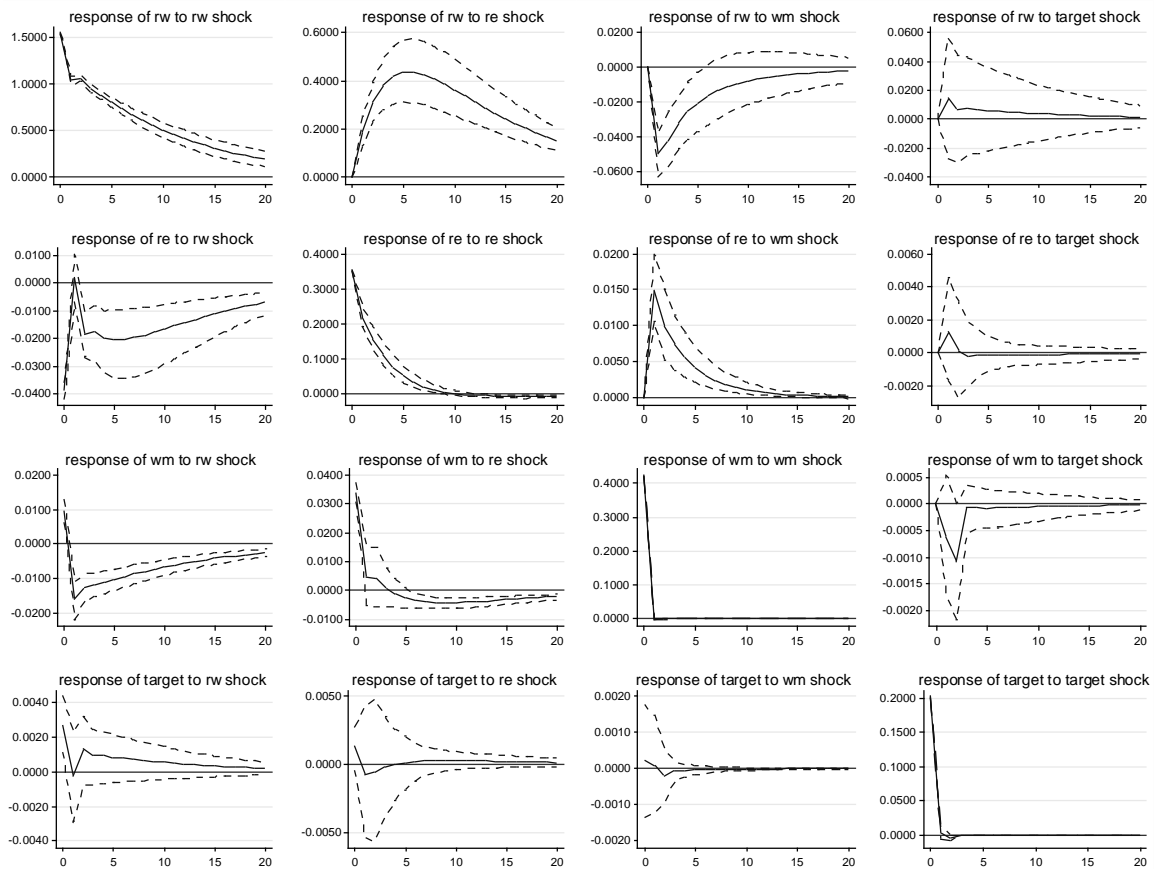 response of rw to rw shock
1.5000
1.0000
0.5000
0.0000
0 5 10 15 20
response of rw to re shock
0.6000
0.4000
0.2000
0.0000
0 5 10 15 20
response of rw to wm shock
0.0200
0.0000
-0.0200
-0.0400
-0.0600
0 5 10 15 20
response of rw to target shock
0.0600
0.0400
0.0200
0.0000
-0.0200
-0.0400
0 5 10 15 20
response of re to rw shock
0.0100
0.0000
-0.0100
-0.0200
-0.0300
-0.0400
0 5 10 15 20
response of re to re shock
0.4000
0.3000
0.2000
0.1000
0.0000
0 5 10 15 20
response of re to wm shock
0.0200
0.0150
0.0100
0.0050
0.0000
0 5 10 15 20
response of re to target shock
0.0060
0.0040
0.0020
0.0000
-0.0020
0 5 10 15 20
response of wm to rw shock
0.0200
0.0100
0.0000
-0.0100
-0.0200
0 5 10 15 20
response of wm to re shock
0.0400
0.0300
0.0200
0.0100
0.0000
-0.0100
0 5 10 15 20
response of wm to wm shock
0.4000
0.3000
0.2000
0.1000
0.0000
0 5 10 15 20
response of wm to target shock
0.0005
0.0000
-0.0005
-0.0010
-0.0015
-0.0020
0 5 10 15 20
response of target to rw shock
0.0040
0.0020
0.0000
-0.0020
-0.0040
0 5 10 15 20
response of target to re shock
0.0050
0.0000
-0.0050
0 5 10 15 20
response of target to wm shock
0.0020
0.0010
0.0000
-0.0010
-0.0020
0 5 10 15 20
response of target to target shock
0.2000
0.1500
0.1000
0.0500
0.0000
0 5 10 15 20